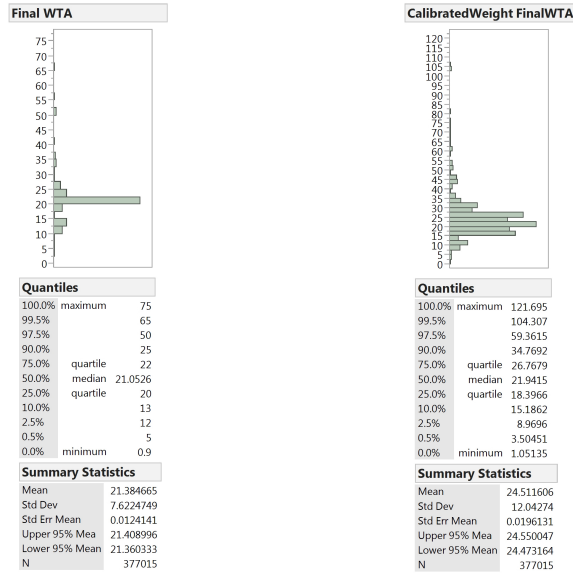 Final WTA
75
70
65
60
55
50
45
40
35
30
25
20
15
10
5
0
Quantiles
100.0% maximum 75
99.5% 65
97.5% 50
90.0% 25
75.0% quartile 22
50.0% median 21.0526
25.0% quartile 20
10.0% 13
2.5% 12
0.5% 5
0.0% minimum 0.9
Summary Statistics
Mean 21.384665
Std Dev 7.6224749
Std Err Mean 0.0124141
Upper 95% Mea 21.408996
Lower 95% Mean 21.360333
N 377015
CalibratedWeight FinalWTA
120
115
110
105
100
95
90
85
80
75
70
65
60
55
50
45
40
35
30
25
20
15
10
5
0
Quantiles
100.0% maximum 121.695
99.5% 104.307
97.5% 59.3615
90.0% 34.7692
75.0% quartile 26.7679
50.0% median 21.9415
25.0% quartile 18.3966
10.0% 15.1862
2.5% 8.9696
0.5% 3.50451
0.0% minimum 1.05135
Summary Statistics
Mean 24.511606
Std Dev 12.04274
Std Err Mean 0.0196131
Upper 95% Mea 24.550047
Lower 95% Mean 24.473164
N 377015